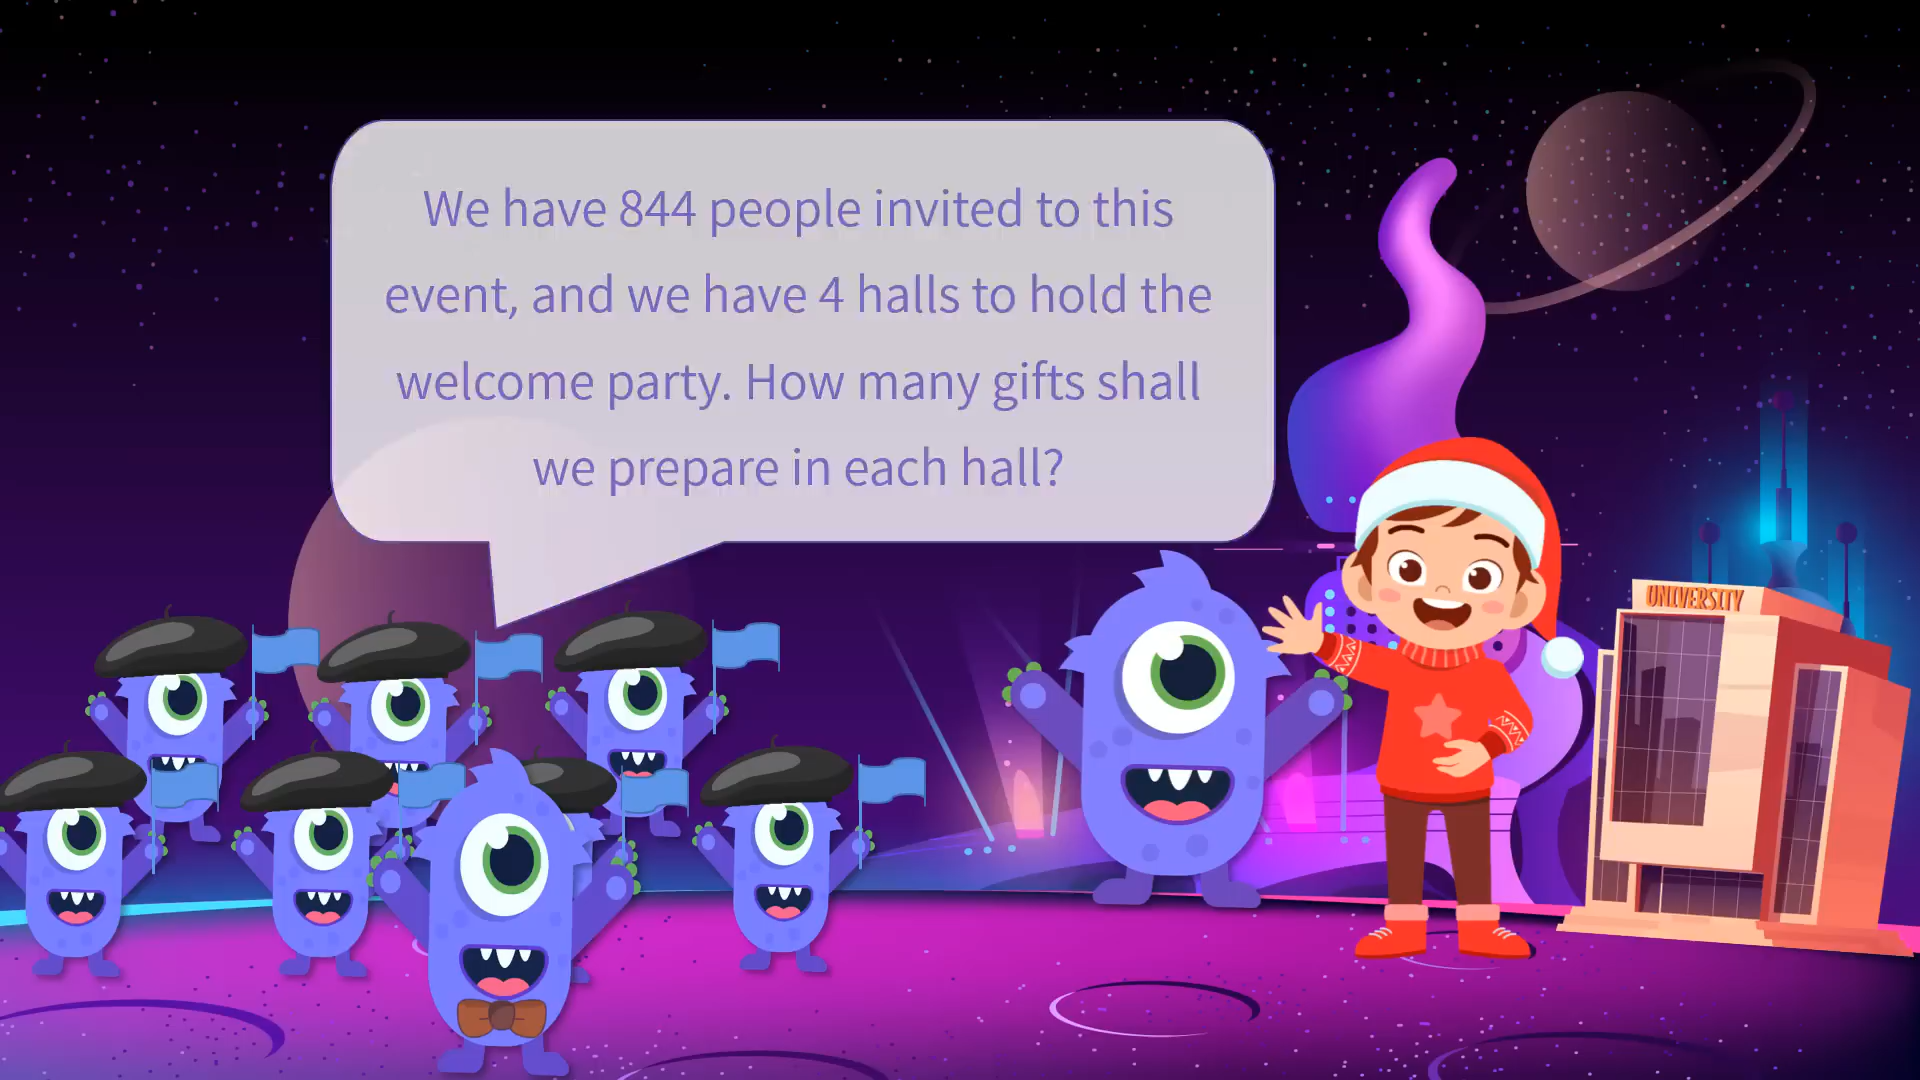 We have 844 people invited to this
event, and we have 4 halls to hold the
welcome party. How many gifts shall
we prepare in each hall?
UNIVERSITY